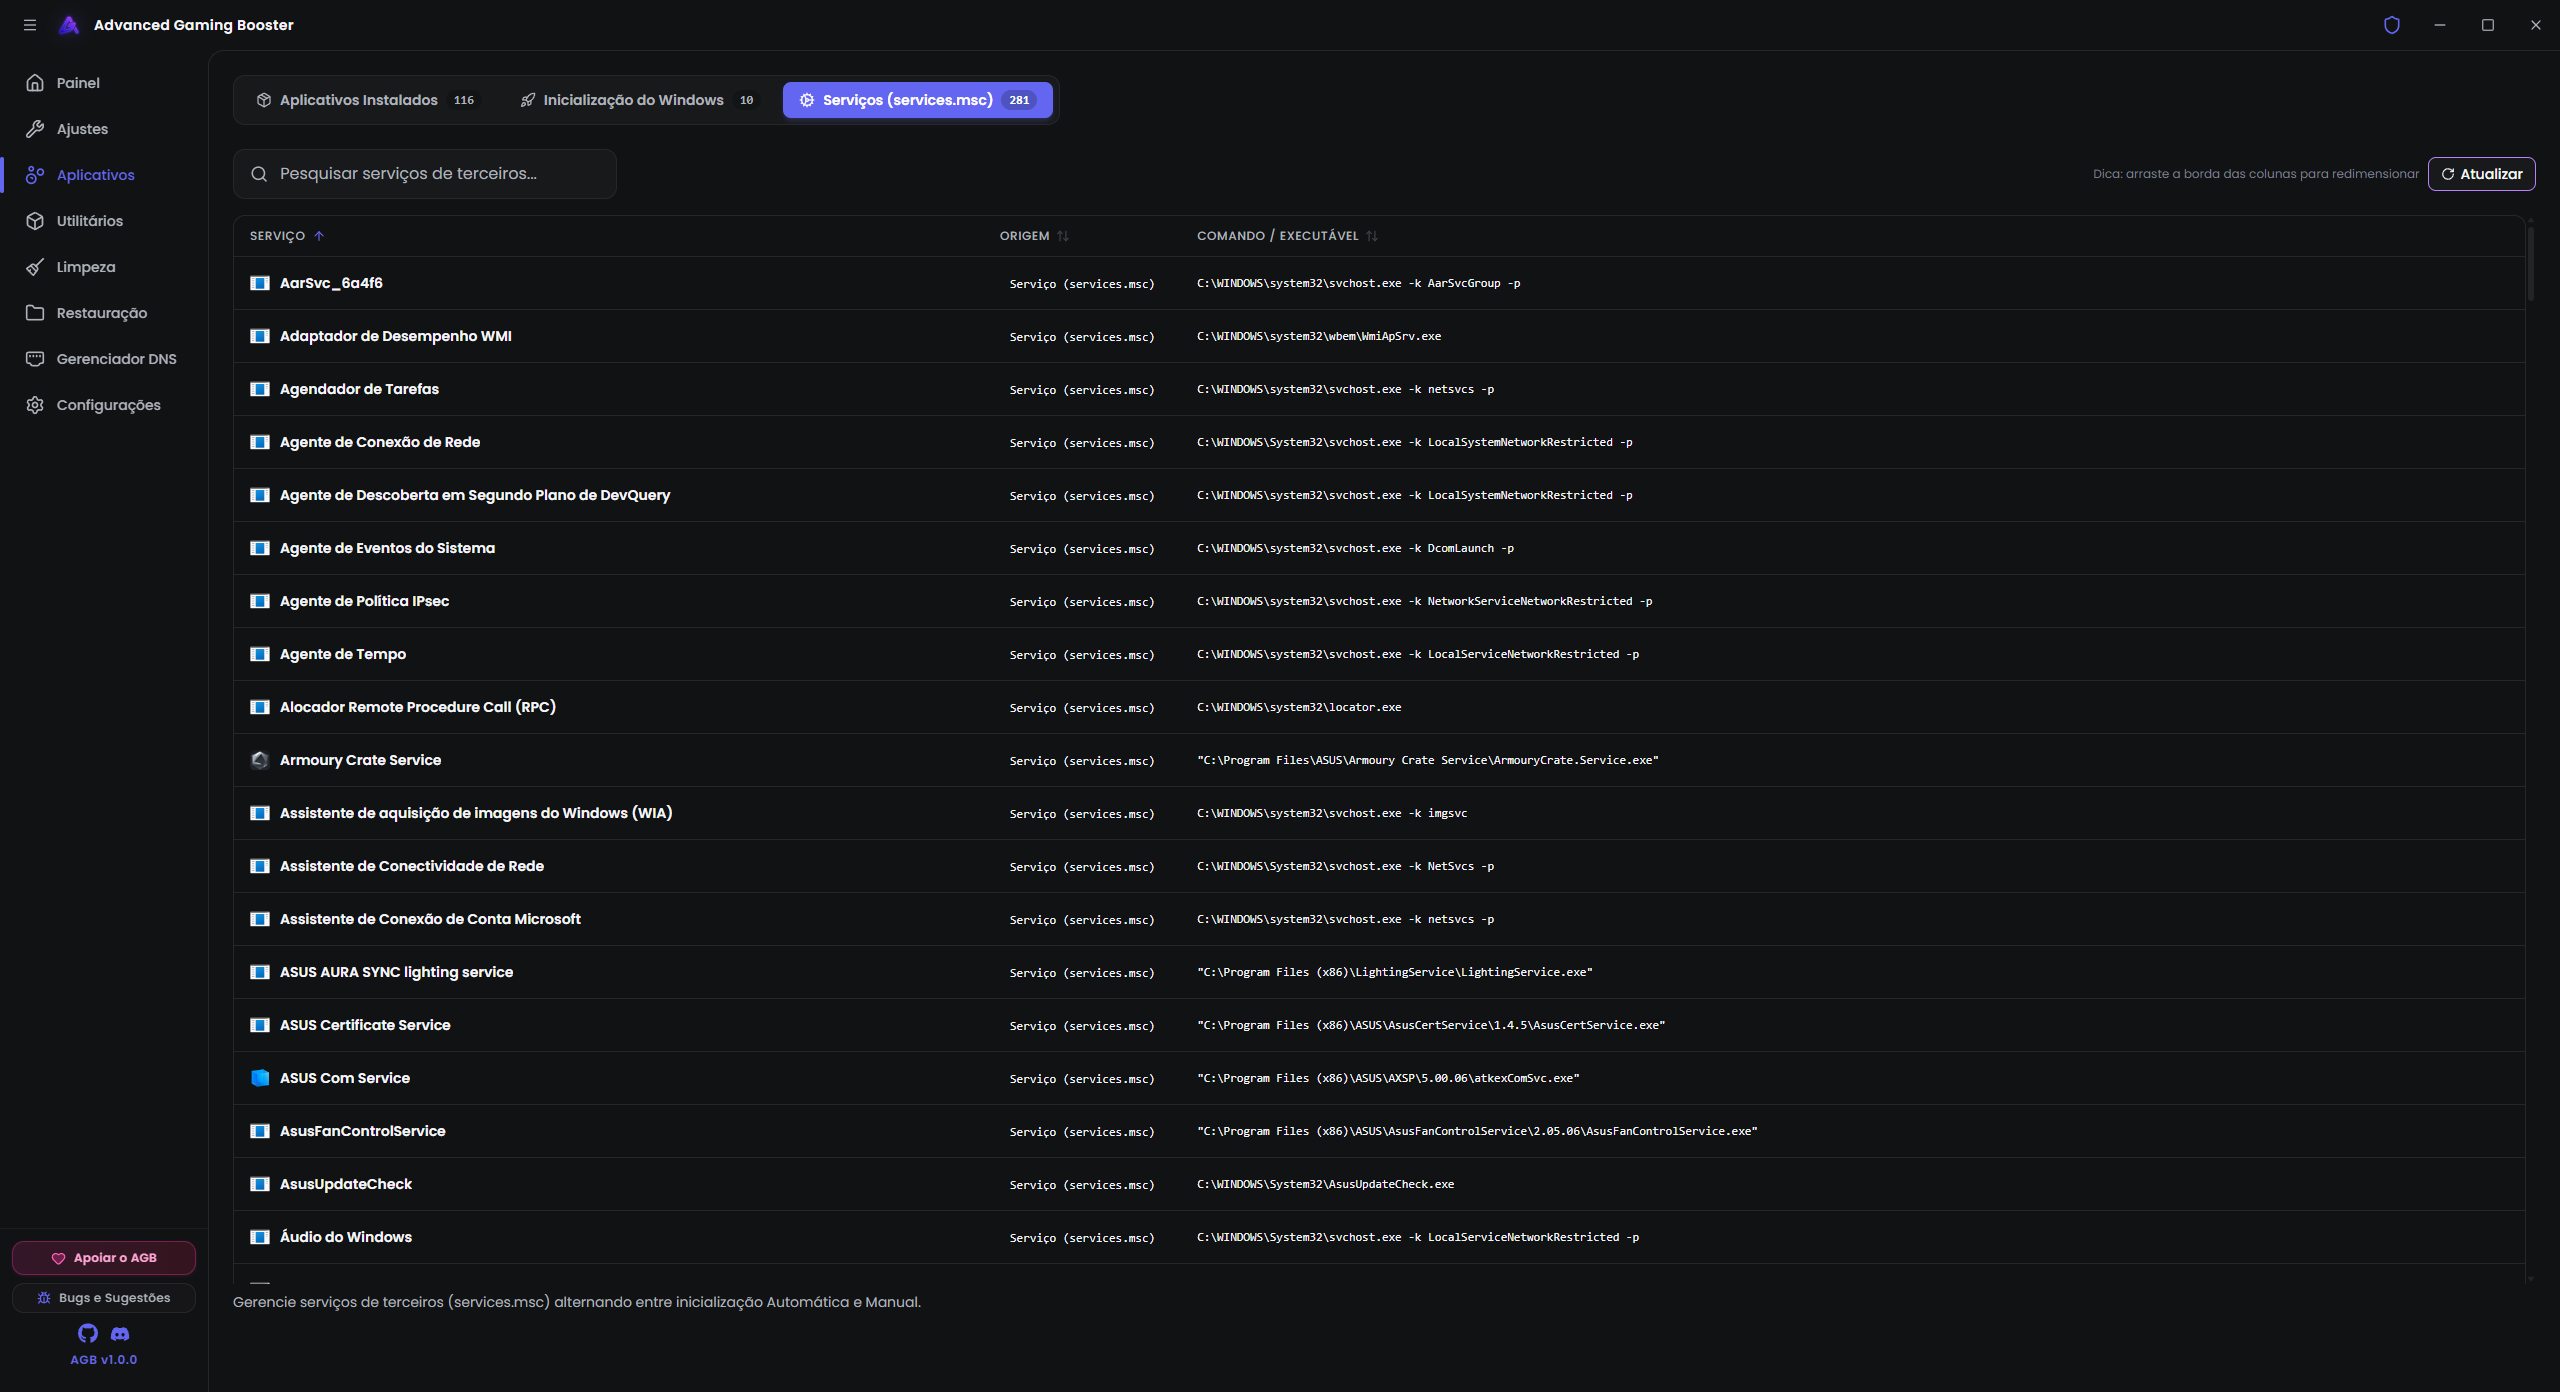 Advanced Gaming Booster
Painel
Ajustes
Aplicativos
Utilitários
Limpeza
Restauração
Gerenciador DNS
Configurações
Aplicativos Instalados 116 Inicialização do Windows 10 Serviços (services.msc) 281
Pesquisar serviços de terceiros...
Dica: arraste a borda das colunas para redimensionar Atualizar
SERVIÇO ORIGEM COMANDO / EXECUTÁVEL
AarSvc_6a4f6 Serviço (services.msc) C:\WINDOWS\system32\svchost.exe -k AarSvcGroup -p
Adaptador de Desempenho WMI Serviço (services.msc) C:\WINDOWS\system32\wbem\WmiApSrv.exe
Agendador de Tarefas Serviço (services.msc) C:\WINDOWS\system32\svchost.exe -k netsvcs -p
Agente de Conexão de Rede Serviço (services.msc) C:\WINDOWS\System32\svchost.exe -k LocalSystemNetworkRestricted -p
Agente de Descoberta em Segundo Plano de DevQuery Serviço (services.msc) C:\WINDOWS\system32\svchost.exe -k LocalSystemNetworkRestricted -p
Agente de Eventos do Sistema Serviço (services.msc) C:\WINDOWS\system32\svchost.exe -k DcomLaunch -p
Agente de Política IPsec Serviço (services.msc) C:\WINDOWS\system32\svchost.exe -k NetworkServiceNetworkRestricted -p
Agente de Tempo Serviço (services.msc) C:\WINDOWS\system32\svchost.exe -k LocalServiceNetworkRestricted -p
Alocador Remote Procedure Call (RPC) Serviço (services.msc) C:\WINDOWS\system32\locator.exe
Armoury Crate Service Serviço (services.msc) "C:\Program Files\ASUS\Armoury Crate Service\ArmouryCrate.Service.exe"
Assistente de aquisição de imagens do Windows (WIA) Serviço (services.msc) C:\WINDOWS\system32\svchost.exe -k imgsvc
Assistente de Conectividade de Rede Serviço (services.msc) C:\WINDOWS\System32\svchost.exe -k NetSvcs -p
Assistente de Conexão de Conta Microsoft Serviço (services.msc) C:\WINDOWS\system32\svchost.exe -k netsvcs -p
ASUS AURA SYNC lighting service Serviço (services.msc) "C:\Program Files (x86)\LightingService\LightingService.exe"
ASUS Certificate Service Serviço (services.msc) "C:\Program Files (x86)\ASUS\AsusCertService\1.4.5\AsusCertService.exe"
ASUS Com Service Serviço (services.msc) "C:\Program Files (x86)\ASUS\AXSP\5.00.06\atkexComSvc.exe"
AsusFanControlService Serviço (services.msc) "C:\Program Files (x86)\ASUS\AsusFanControlService\2.05.06\AsusFanControlService.exe"
AsusUpdateCheck Serviço (services.msc) C:\WINDOWS\System32\AsusUpdateCheck.exe
Áudio do Windows Serviço (services.msc) C:\WINDOWS\System32\svchost.exe -k LocalServiceNetworkRestricted -p
Gerencie serviços de terceiros (services.msc) alternando entre inicialização Automática e Manual.
Apoiar o AGB
Bugs e Sugestões
AGB v1.0.0